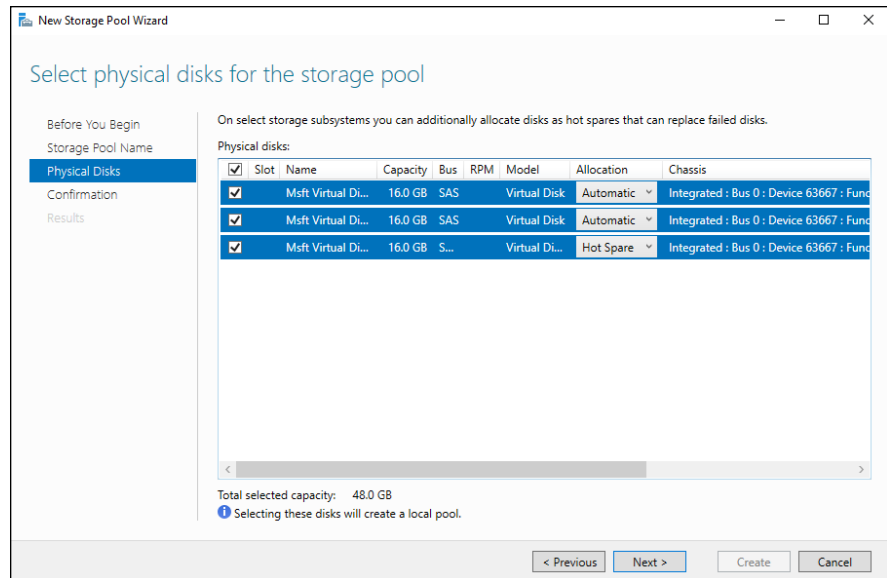 New Storage Pool Wizard
Select physical disks for the storage pool
Before You Begin
Storage Pool Name
Physical Disks
Confirmation
Results
On select storage subsystems you can additionally allocate disks as hot spares that can replace failed disks.
Physical disks:
Slot Name Capacity Bus RPM Model Allocation Chassis
Msft Virtual Di... 16.0 GB SAS Virtual Disk Automatic Integrated : Bus 0 : Device 63667 : Func
Msft Virtual Di... 16.0 GB SAS Virtual Disk Automatic Integrated : Bus 0 : Device 63667 : Func
Msft Virtual Di... 16.0 GB S... Virtual Di... Hot Spare Integrated : Bus 0 : Device 63667 : Func
Total selected capacity: 48.0 GB
Selecting these disks will create a local pool.
< Previous Next > Create Cancel